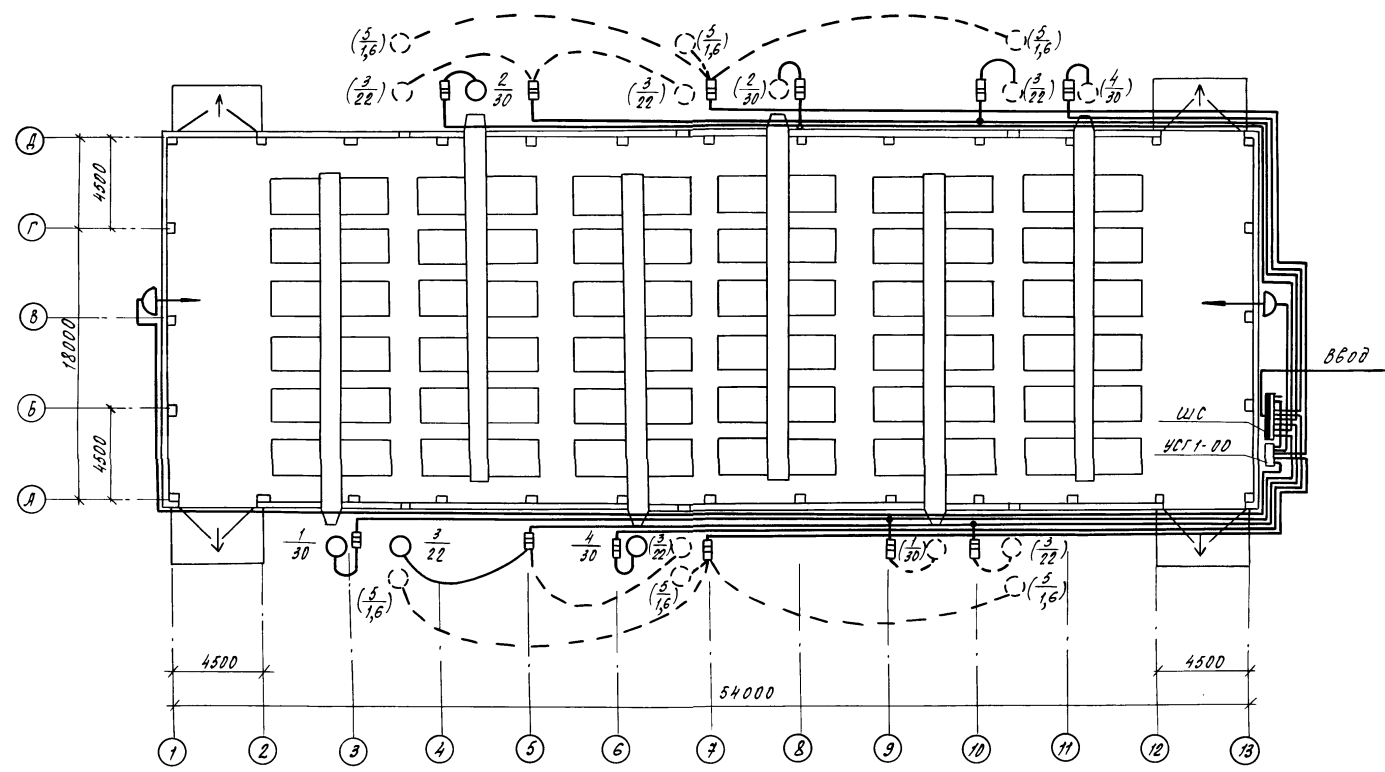 (5/1,6) (5/1,6) (5/1,6)
(3/22) 2/30 (3/22) (2/30) (3/22) (4/30)
Д
4500
Г
В
18000
Ввод
Б
ШС
4500
УСГ1-00
А
1/30 3/22 4/30 (3/22) (1/30) (3/22)
(5/1,6) (5/1,6) (5/1,6)
4500 4500
54000
1 2 3 4 5 6 7 8 9 10 11 12 13